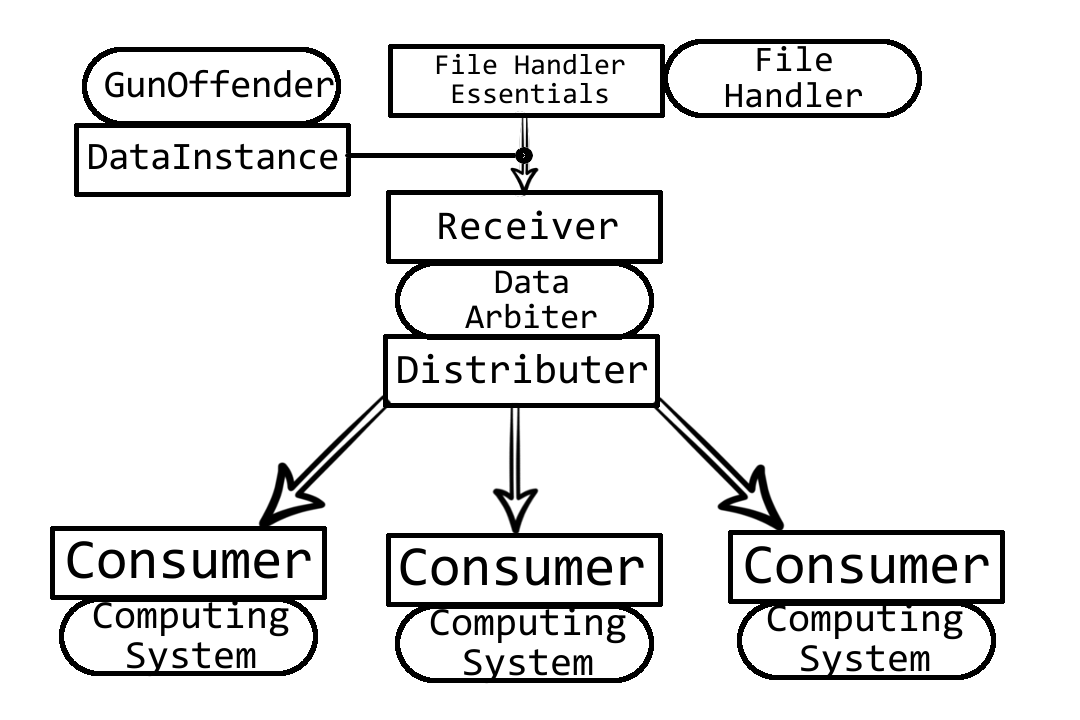 GunOffender
DataInstance
File Handler
Essentials
File
Handler
Receiver
Data
Arbiter
Distributer
Consumer
Computing
System
Consumer
Computing
System
Consumer
Computing
System